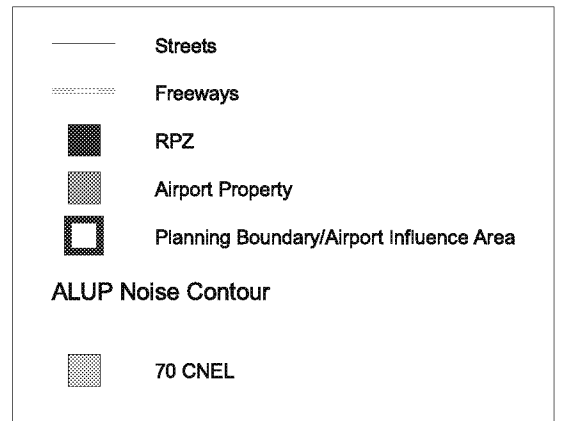 Streets
Freeways
RPZ
Airport Property
Planning Boundary/Airport Influence Area
ALUP Noise Contour
70 CNEL